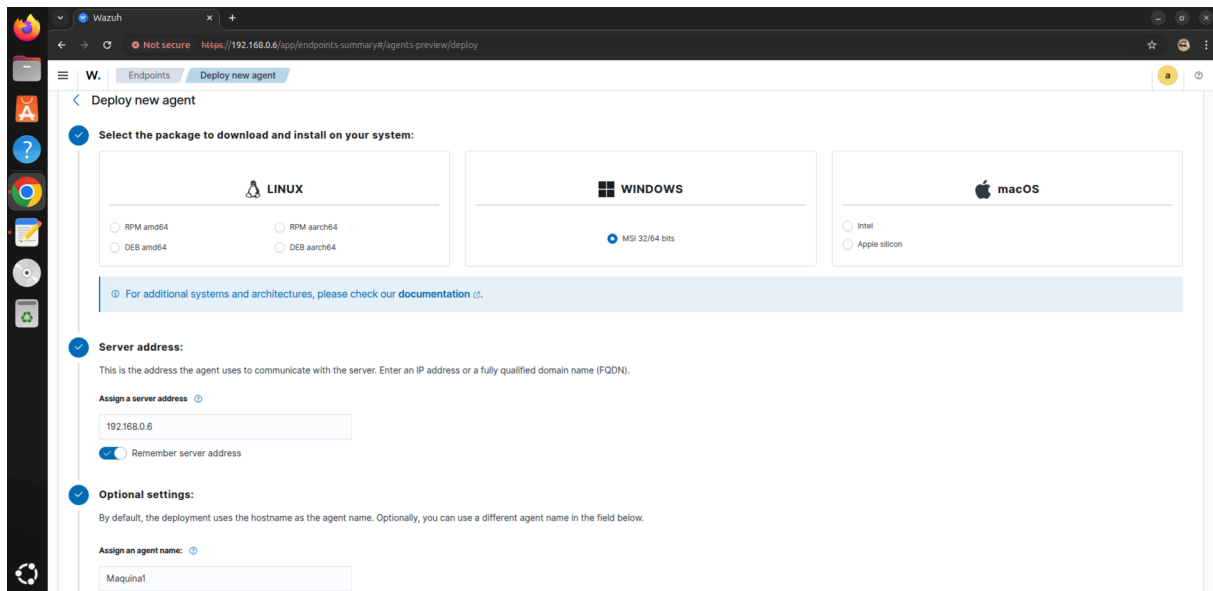 Wazuh
Not secure https://192.168.0.6/app/endpoints-summary#/agents-preview/deploy
W. Endpoints Deploy new agent a
Deploy new agent
Select the package to download and install on your system:
LINUX
RPM amd64 RPM aarch64
DEB amd64 DEB aarch64
WINDOWS
MSI 32/64 bits
macOS
Intel
Apple silicon
For additional systems and architectures, please check our documentation.
Server address:
This is the address the agent uses to communicate with the server. Enter an IP address or a fully qualified domain name (FQDN).
Assign a server address
192.168.0.6
Remember server address
Optional settings:
By default, the deployment uses the hostname as the agent name. Optionally, you can use a different agent name in the field below.
Assign an agent name:
Maquina1